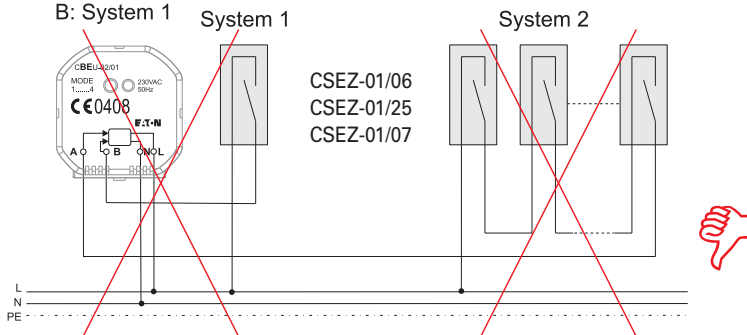 B: System 1
System 1
System 2
CBEU-02/01
MODE
1......4
230VAC
50Hz
CE0408
E·T·N
A
B
N
L
CSEZ-01/06
CSEZ-01/25
CSEZ-01/07
L
N
PE